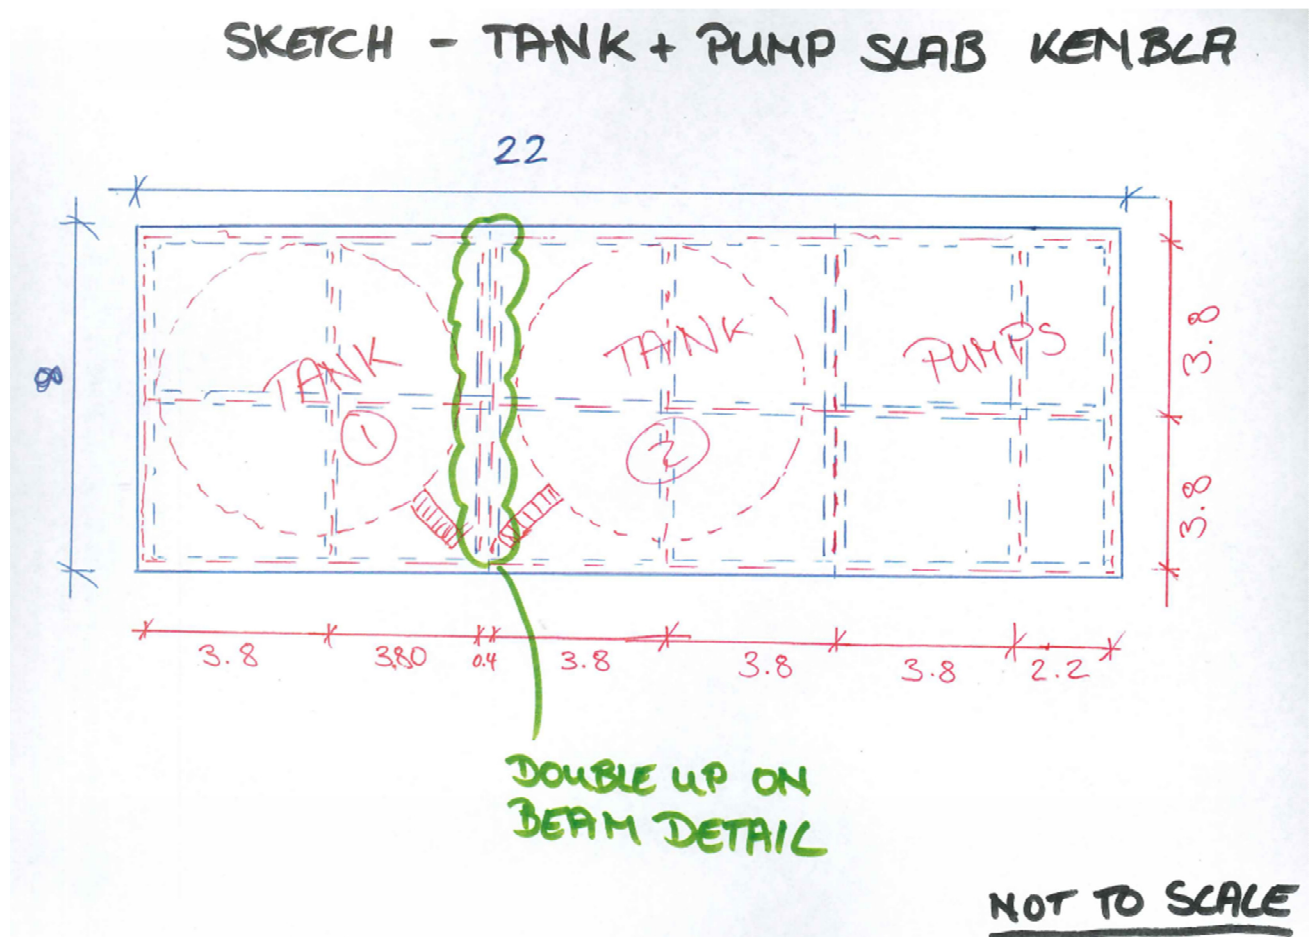 SKETCH - TANK + PUMP SLAB KEMBLA
22
8
TANK
1
TANK
2
PUMPS
3.8
3.8
3.8
3.80
0.4
3.8
3.8
3.8
2.2
DOUBLE UP ON
BEAM DETAIL
NOT TO SCALE